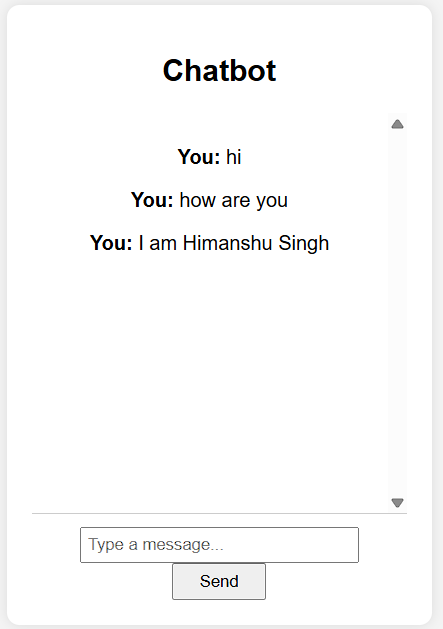 Chatbot
You: hi
You: how are you
You: I am Himanshu Singh
Type a message...
Send